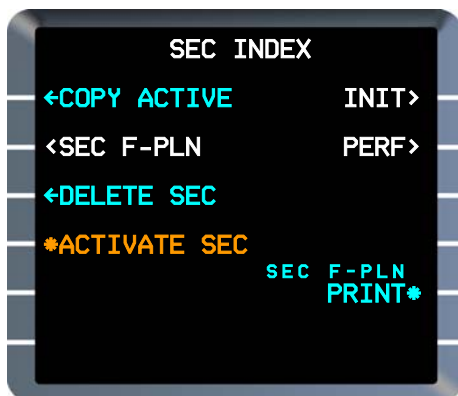 SEC INDEX
←COPY ACTIVE INIT>
<SEC F-PLN PERF>
←DELETE SEC
*ACTIVATE SEC
SEC F-PLN
PRINT*